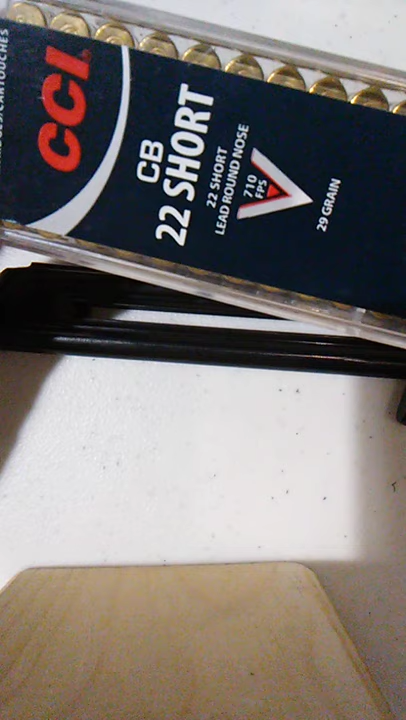 CCI
CB
22 SHORT
22 SHORT
LEAD ROUND NOSE
710
FPS
29 GRAIN